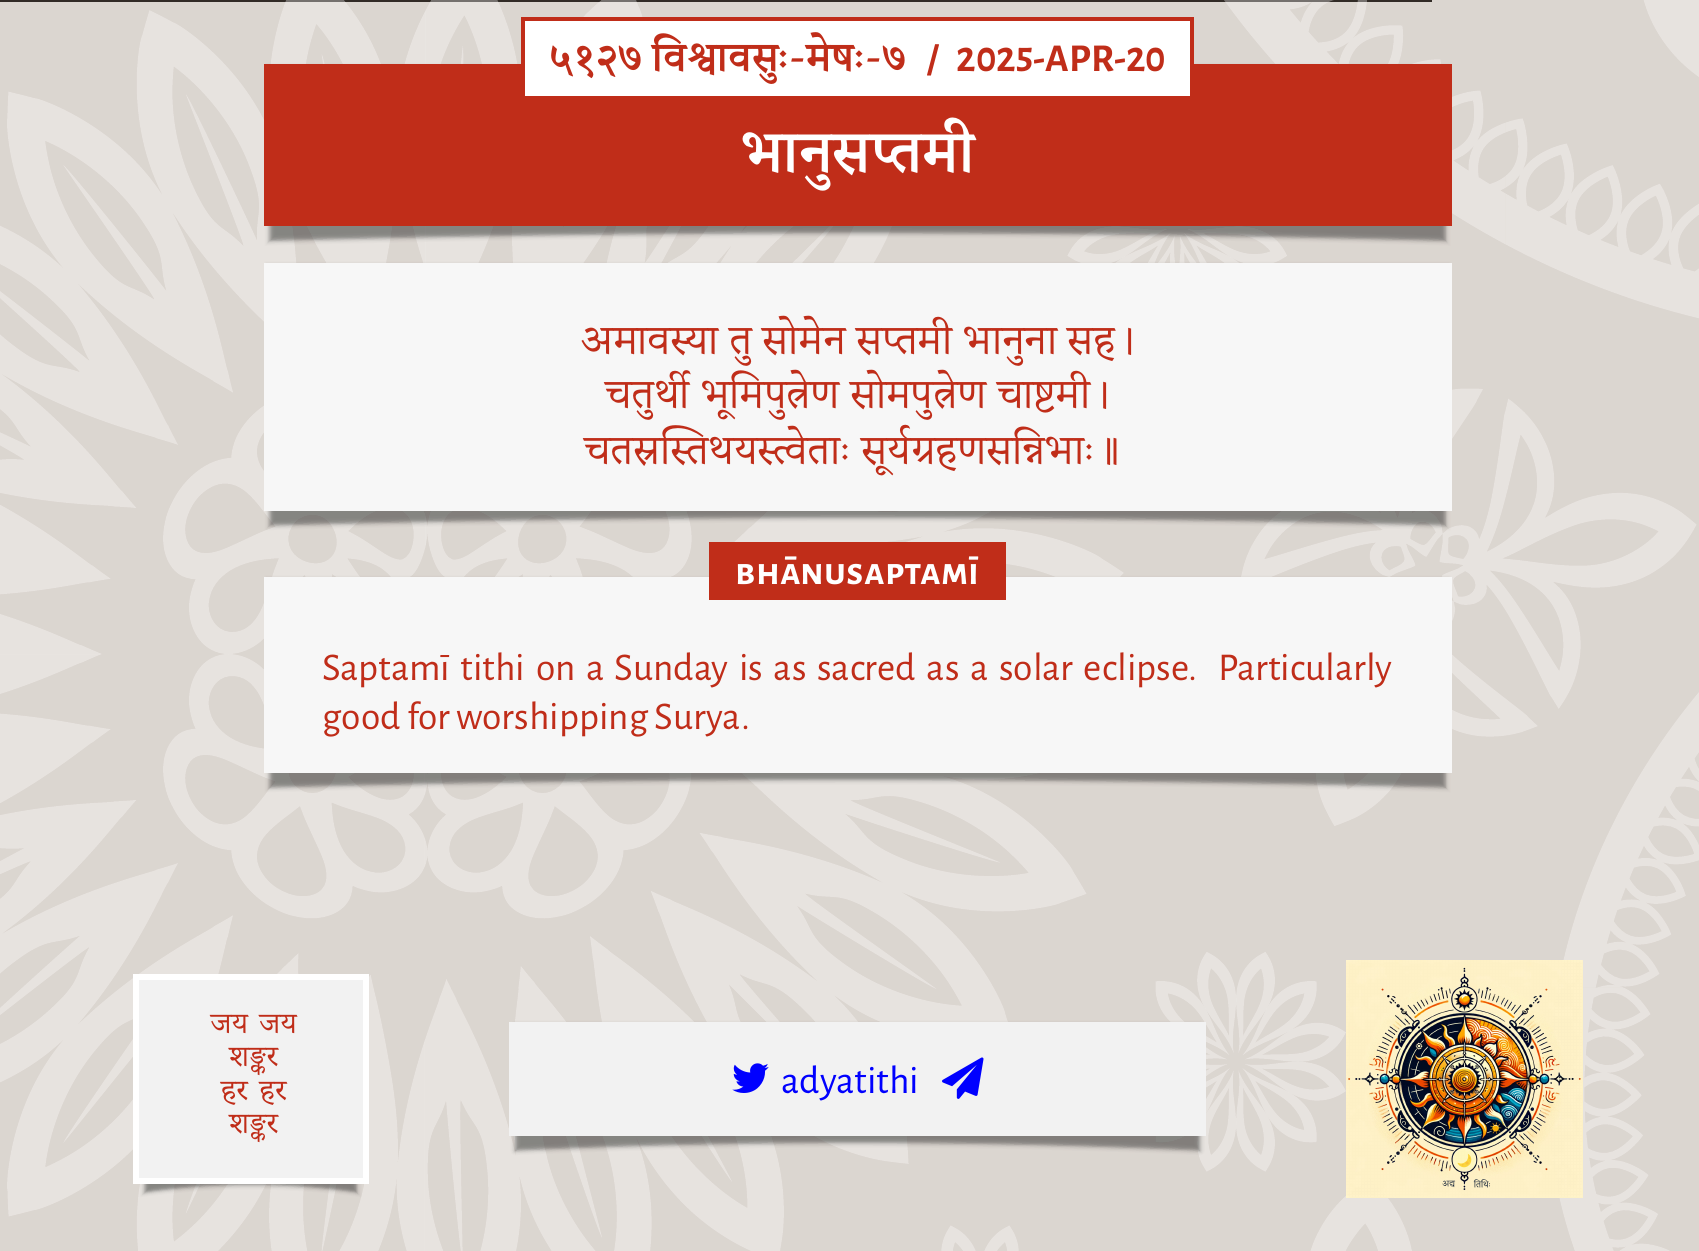 ५१२७ विश्वावसुः-मेषः-७ / 2025-APR-20
भानुसप्तमी
अमावस्या तु सोमेन सप्तमी भानुना सह।
चतुर्थी भूमिपुत्रेण सोमपुत्रेण चाष्टमी।
चतस्रस्तिथयस्त्वेताः सूर्यग्रहणसन्निभाः॥
BHĀNUSAPTAMĪ
Saptamī tithi on a Sunday is as sacred as a solar eclipse. Particularly
good for worshipping Surya.
जय जय
शङ्कर
हर हर
शङ्कर
adyatithi
अद्य तिथिः